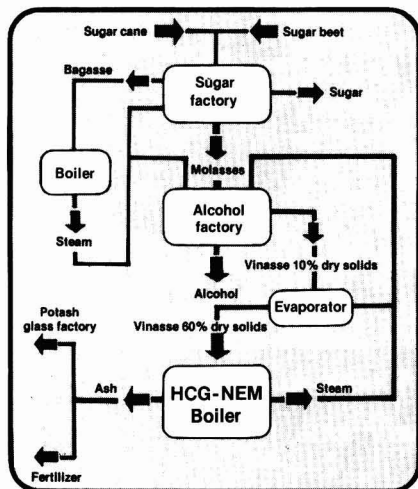 Sugar cane
Sugar beet
Bagasse
Sugar
factory
Sugar
Boiler
Molasses
Steam
Alcohol
factory
Vinasse 10% dry solids
Alcohol
Evaporator
Potash
glass factory
Vinasse 60% dry solids
Ash
HCG-NEM
Boiler
Steam
Fertilizer